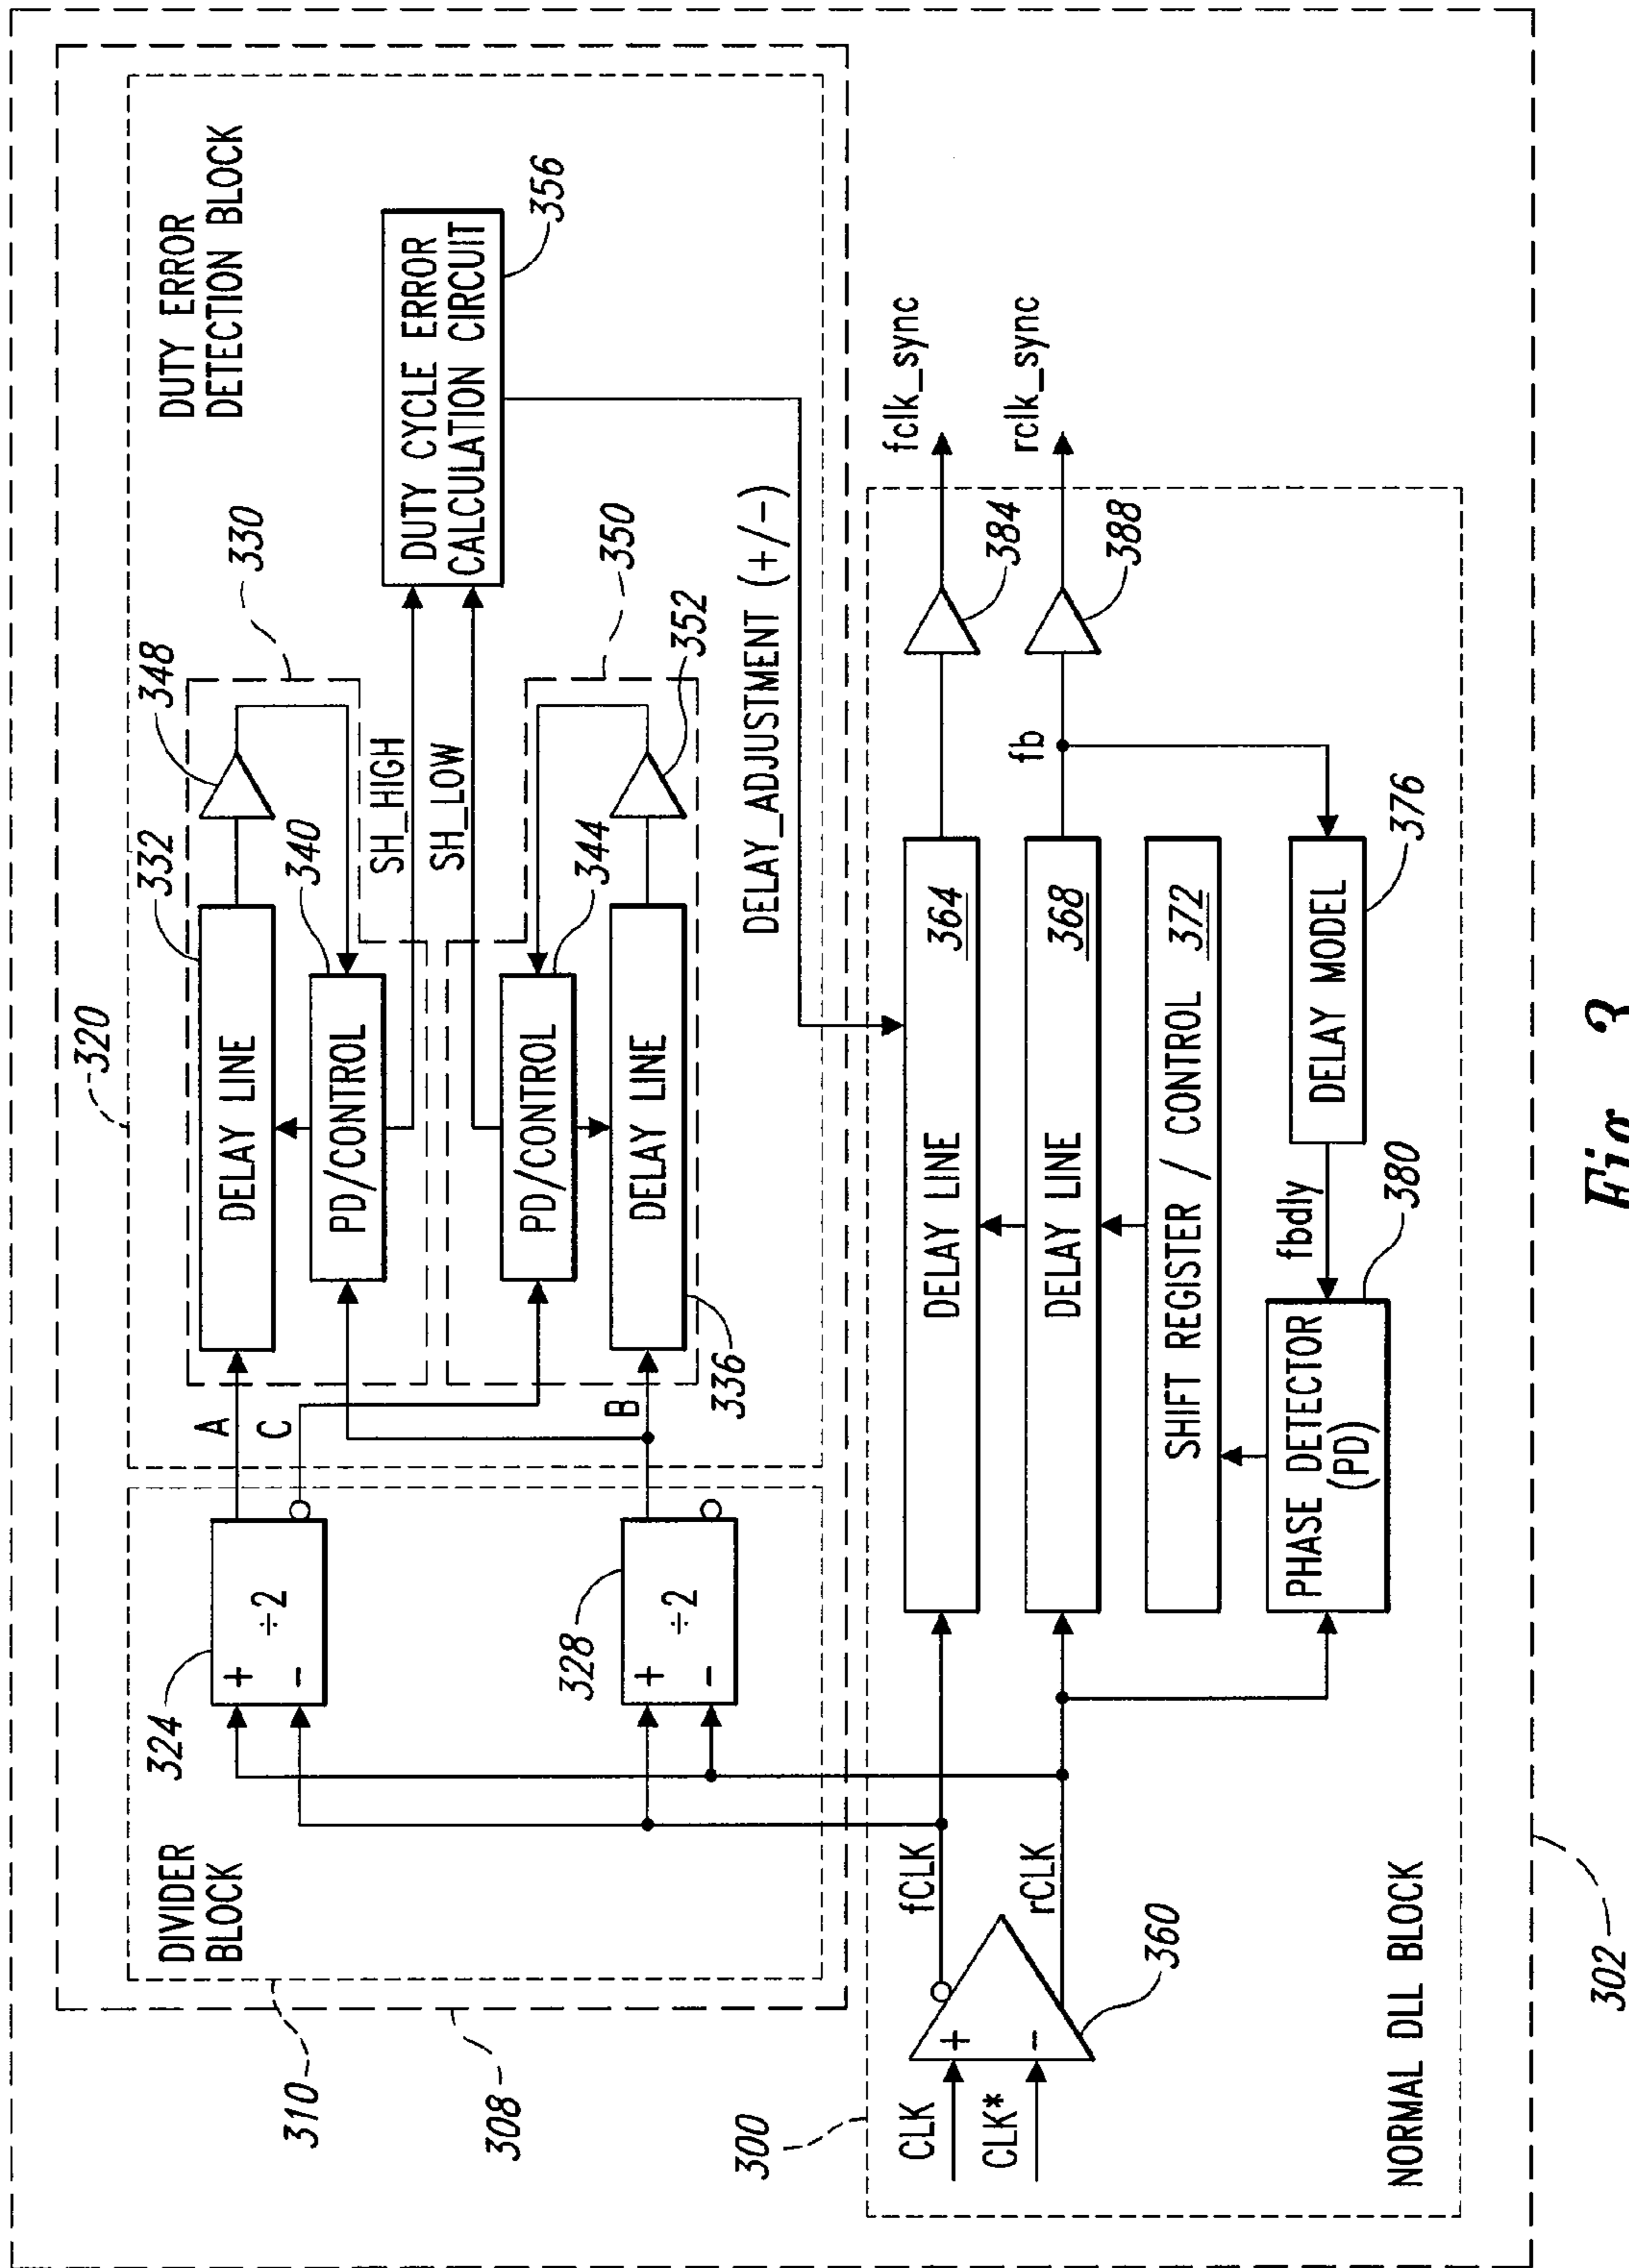 320
DUTY ERROR
DETECTION BLOCK
DIVIDER
BLOCK
324
÷2
+
-
A
C
DELAY LINE
332
348
330
PD/CONTROL
340
SH_HIGH
DUTY CYCLE ERROR
CALCULATION CIRCUIT
356
SH_LOW
PD/CONTROL
344
350
328
÷2
+
-
B
DELAY LINE
336
352
310
308
DELAY_ADJUSTMENT (+/-)
300
CLK
CLK*
+
-
360
fCLK
rCLK
DELAY LINE 364
384
fclk_sync
DELAY LINE 368
fb
388
rclk_sync
SHIFT REGISTER / CONTROL 372
PHASE DETECTOR
(PD)
380
fbdly
DELAY MODEL
376
NORMAL DLL BLOCK
302
Fig. 3